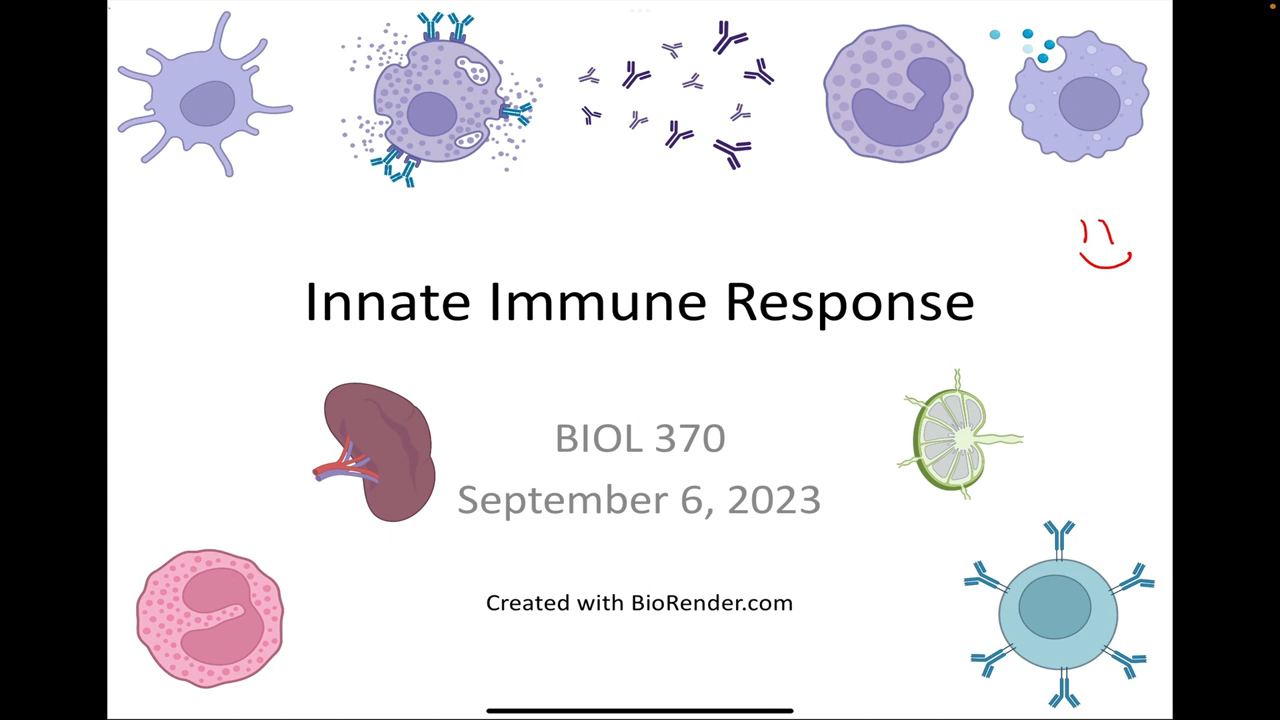 Innate Immune Response
BIOL 370
September 6, 2023
Created with BioRender.com